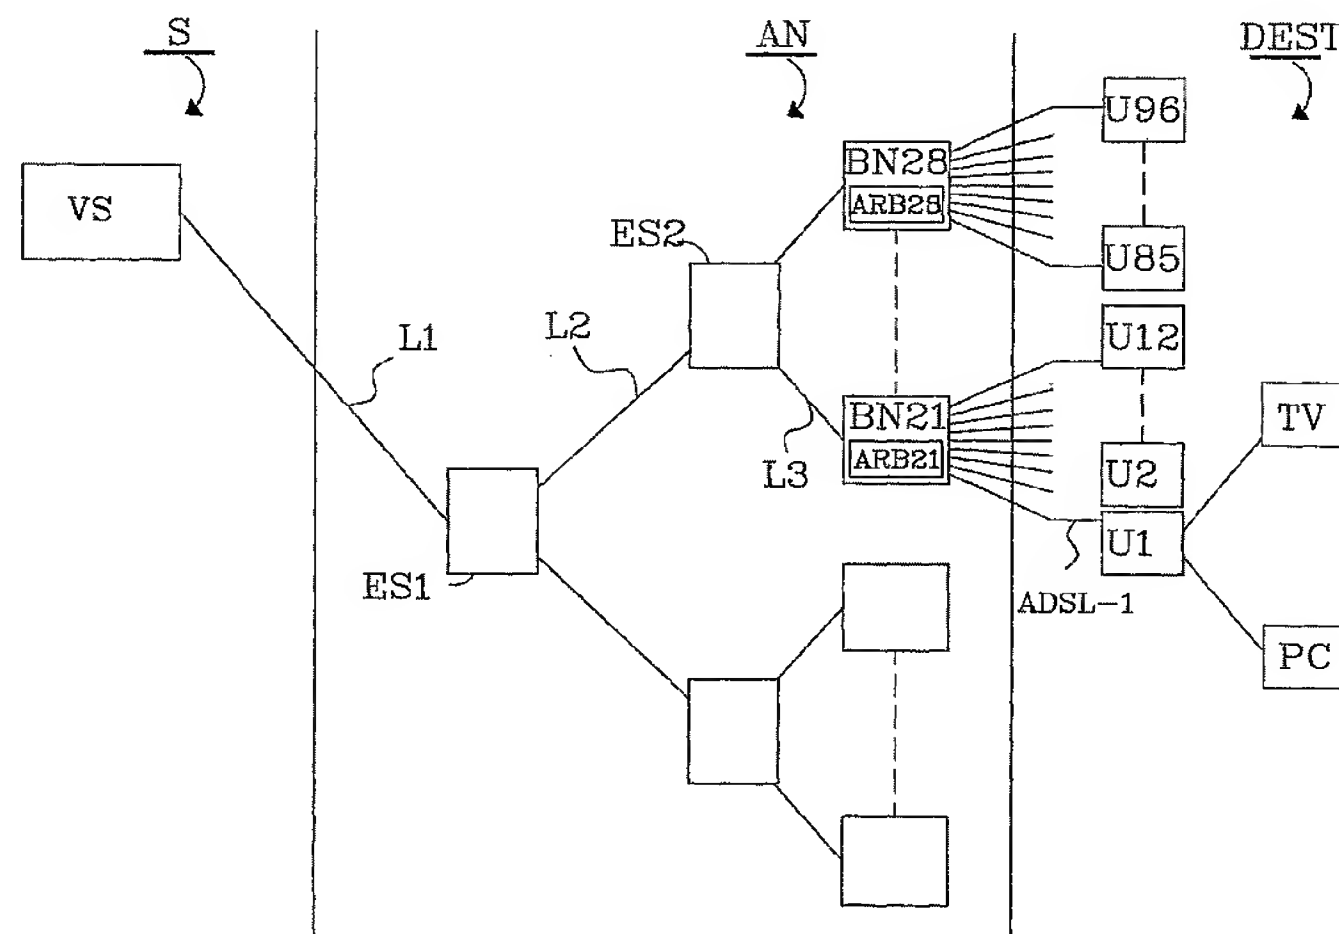 S
AN
DEST
U96
BN28
ARB28
VS
ES2
U85
L1
L2
U12
BN21
ARB21
TV
L3
U2
U1
ES1
ADSL-1
PC